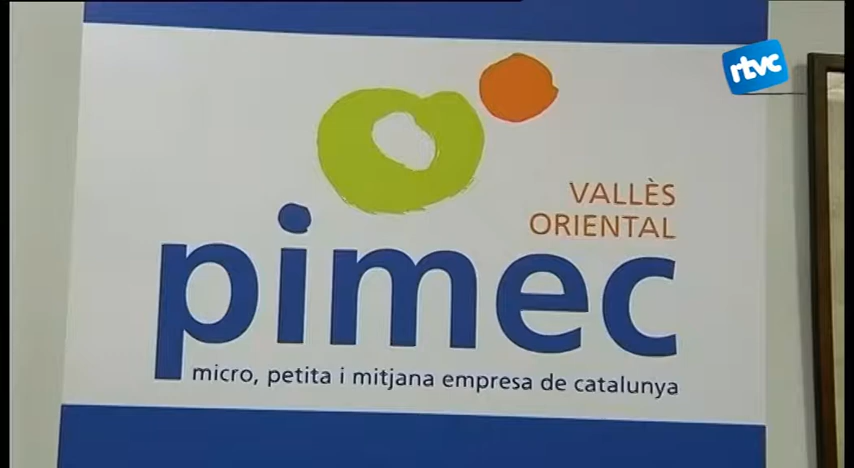 rtvc
VALLÈS
ORIENTAL
pimec
micro, petita i mitjana empresa de catalunya